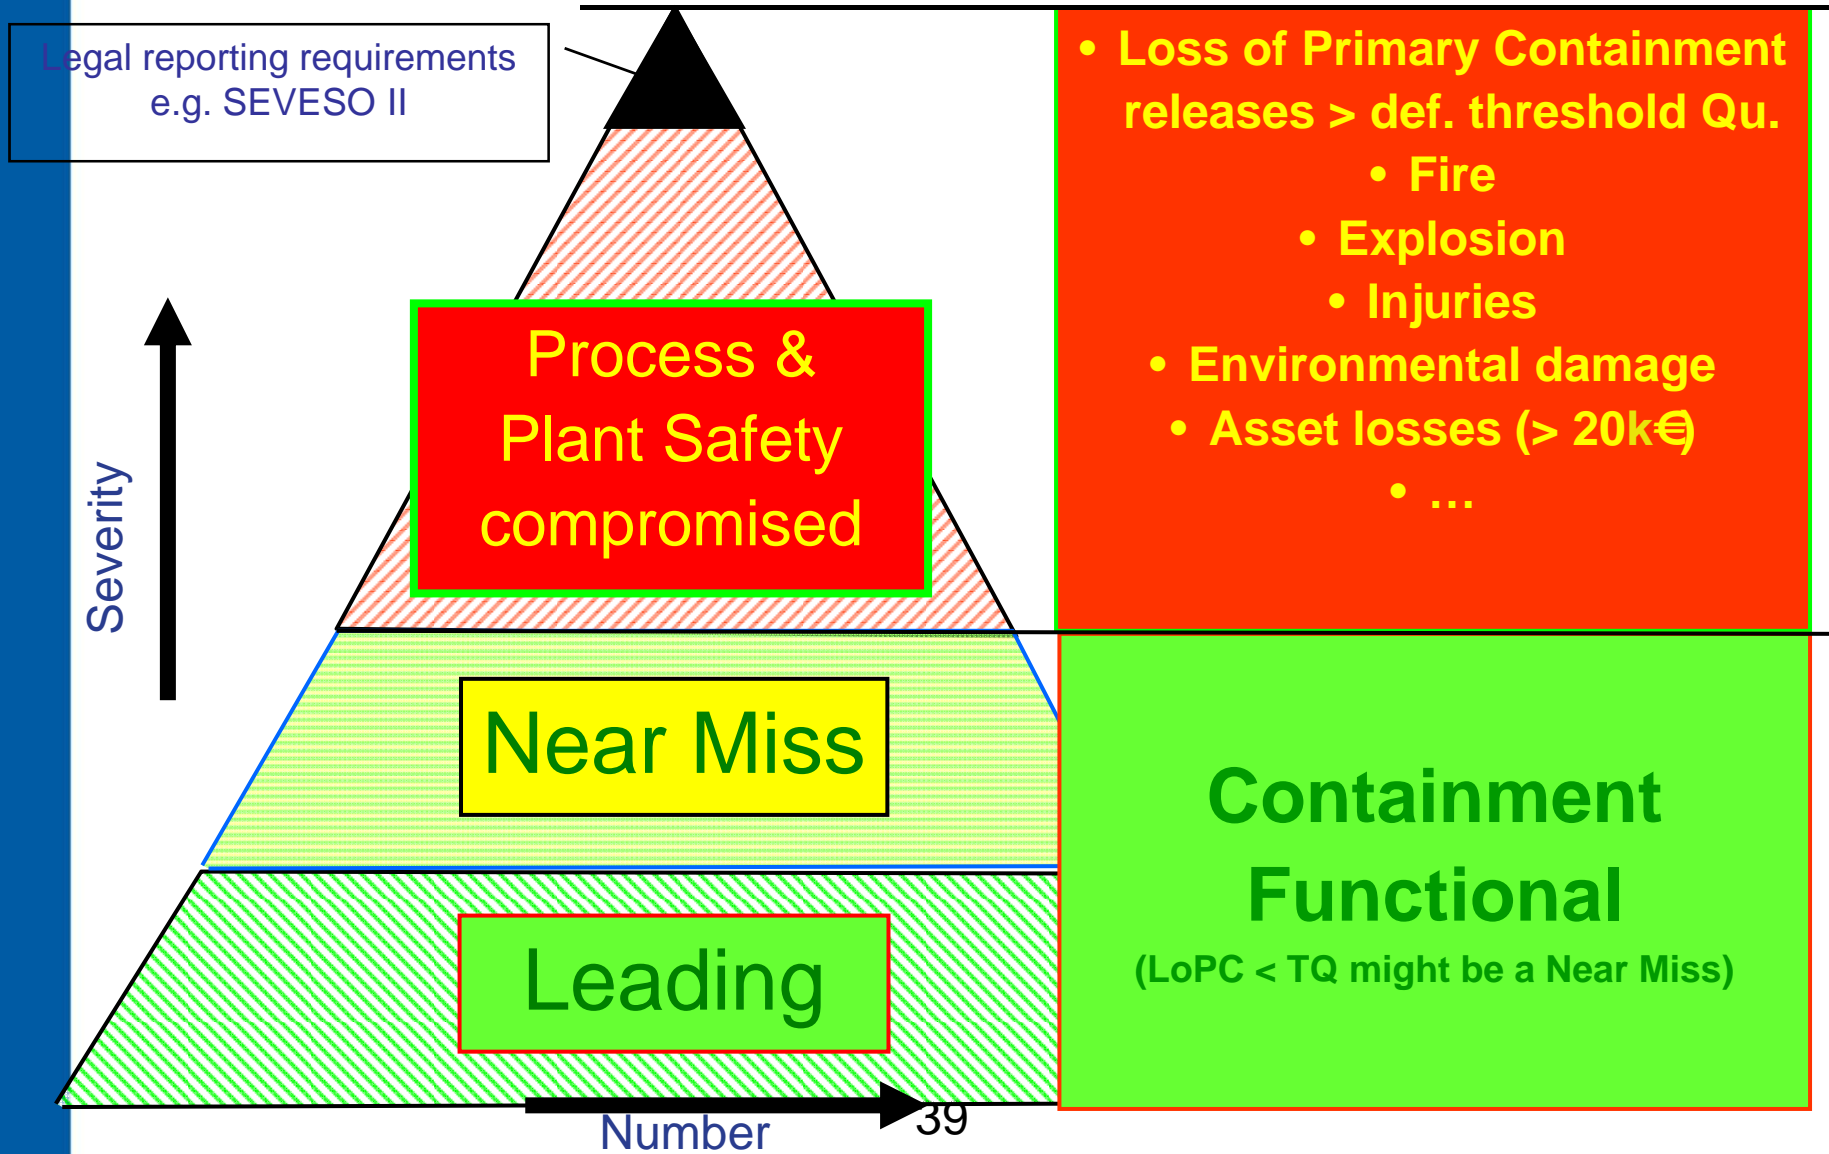 Legal reporting requirements
e.g. SEVESO II
• Loss of Primary Containment
releases > def. threshold Qu.
• Fire
• Explosion
• Injuries
• Environmental damage
• Asset losses (> 20k€)
• …
Process &
Plant Safety
compromised
Severity
Near Miss
Containment
Functional
(LoPC < TQ might be a Near Miss)
Leading
Number
39